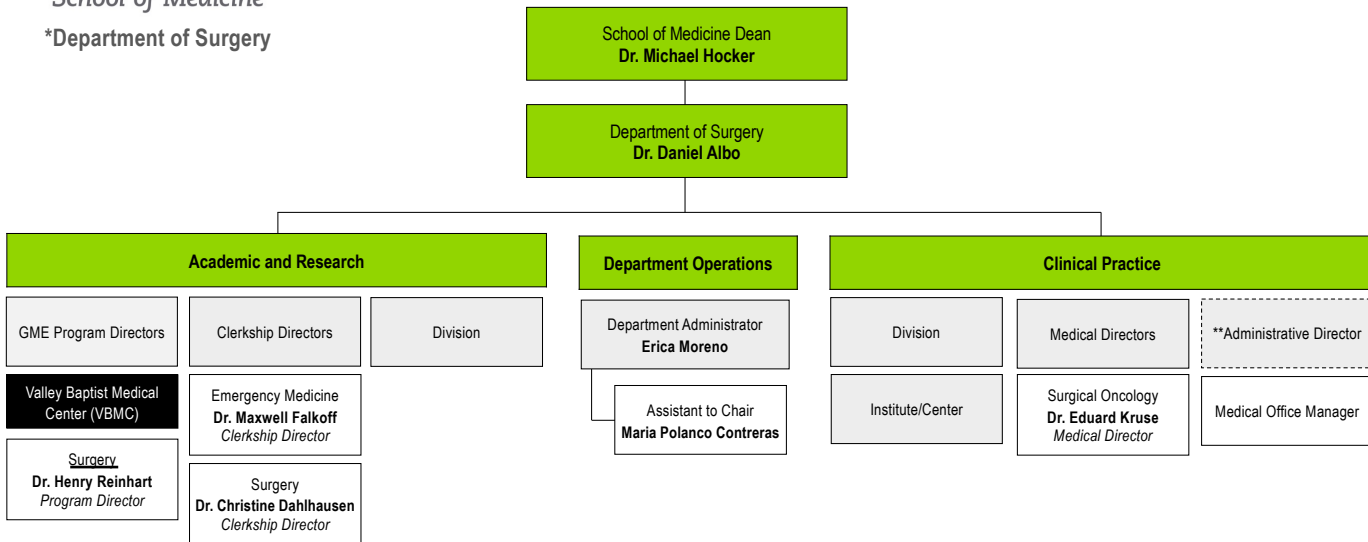 School of Medicine
*Department of Surgery
School of Medicine Dean
Dr. Michael Hocker
Department of Surgery
Dr. Daniel Albo
Academic and Research
GME Program Directors
Clerkship Directors
Division
Valley Baptist Medical
Center (VBMC)
Surgery
Dr. Henry Reinhart
Program Director
Emergency Medicine
Dr. Maxwell Falkoff
Clerkship Director
Surgery
Dr. Christine Dahlhausen
Clerkship Director
Department Operations
Department Administrator
Erica Moreno
Assistant to Chair
Maria Polanco Contreras
Clinical Practice
Division
Medical Directors
**Administrative Director
Institute/Center
Surgical Oncology
Dr. Eduard Kruse
Medical Director
Medical Office Manager